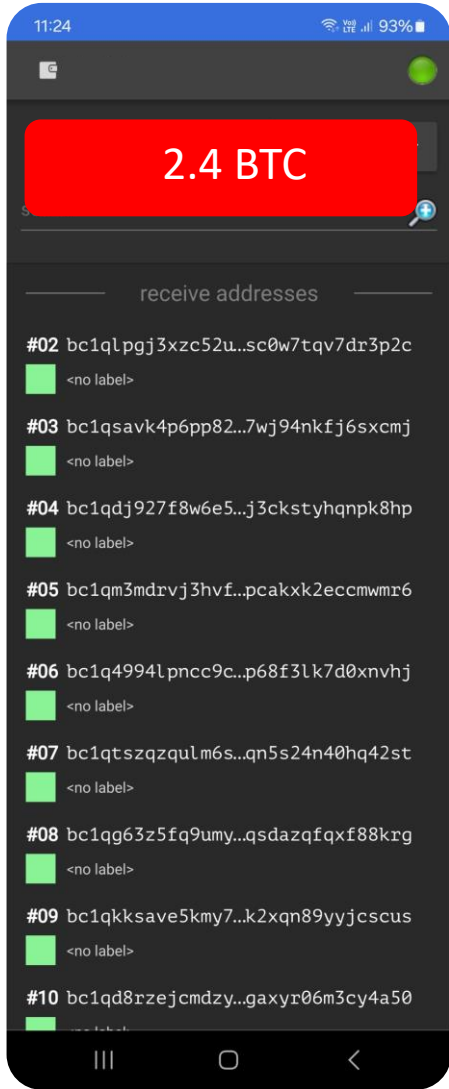 11:24 Vo) LTE 93%
2.4 BTC
receive addresses
#02 bc1qlpgj3xzc52u…sc0w7tqv7dr3p2c
<no label>
#03 bc1qsavk4p6pp82…7wj94nkfj6sxcmj
<no label>
#04 bc1qdj927f8w6e5…j3ckstyhqnpk8hp
<no label>
#05 bc1qm3mdrvj3hvf…pcakxk2eccmwmr6
<no label>
#06 bc1q4994lpncc9c…p68f3lk7d0xnvhj
<no label>
#07 bc1qtszqzqulm6s…qn5s24n40hq42st
<no label>
#08 bc1qg63z5fq9umy…qsdazqfqxf88krg
<no label>
#09 bc1qkksave5kmy7…k2xqn89yyjcscus
<no label>
#10 bc1qd8rzejcmdzy…gaxyr06m3cy4a50